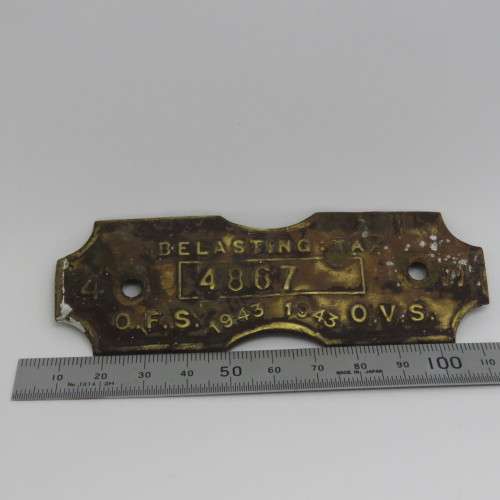 BELASTING TAX
4 4867
O.F.S. 1943 1943 O.V.S.
10 20 30 40 50 60 70 80 90 100 110
MADE IN JAPAN